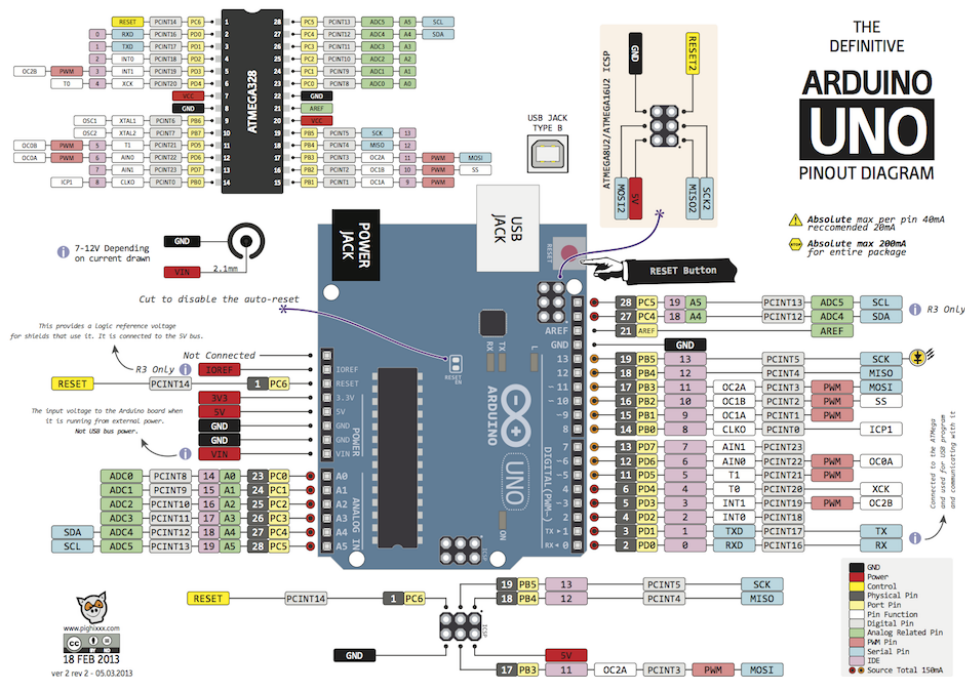 THE
DEFINITIVE
ARDUINO
UNO
PINOUT DIAGRAM
Absolute max per pin 40mA
reccomended 20mA
Absolute max 200mA
for entire package
ATMEGA328
RESET PCINT14 PC6 1
0 RXD PCINT16 PD0 2
1 TXD PCINT17 PD1 3
2 INT0 PCINT18 PD2 4
OC2B PWM 3 INT1 PCINT19 PD3 5
T0 4 XCK PCINT20 PD4 6
VCC 7
GND 8
OSC1 XTAL1 PCINT6 PB6 9
OSC2 XTAL2 PCINT7 PB7 10
OC0B PWM 5 T1 PCINT21 PD5 11
OC0A PWM 6 AIN0 PCINT22 PD6 12
7 AIN1 PCINT23 PD7 13
ICP1 8 CLKO PCINT0 PB0 14
28 PC5 PCINT13 ADC5 A5 SCL
27 PC4 PCINT12 ADC4 A4 SDA
26 PC3 PCINT11 ADC3 A3
25 PC2 PCINT10 ADC2 A2
24 PC1 PCINT9 ADC1 A1
23 PC0 PCINT8 ADC0 A0
22 GND
21 AREF
20 VCC
19 PB5 PCINT5 SCK 13
18 PB4 PCINT4 MISO 12
17 PB3 PCINT3 OC2A 11 PWM MOSI
16 PB2 PCINT2 OC1B 10 PWM SS
15 PB1 PCINT1 OC1A 9 PWM
USB JACK
TYPE B
ATMEGA8U2/ATMEGA16U2 ICSP
GND
RESET2
MOSI2
5V
MISO2
SCK2
7-12V Depending
on current drawn
GND
VIN
2.1mm
POWER
JACK
USB
JACK
RESET
RESET Button
Cut to disable the auto-reset
This provides a logic reference voltage
for shields that use it. It is connected to the 5V bus.
Not Connected
R3 Only IOREF
RESET PCINT14 1 PC6
3V3
5V
GND
GND
VIN
The input voltage to the Arduino board when
it is running from external power.
Not USB bus power.
ADC0 PCINT8 14 A0 23 PC0
ADC1 PCINT9 15 A1 24 PC1
ADC2 PCINT10 16 A2 25 PC2
ADC3 PCINT11 17 A3 26 PC3
SDA ADC4 PCINT12 18 A4 27 PC4
SCL ADC5 PCINT13 19 A5 28 PC5
IOREF
RESET
3.3V
5V
GND
GND
VIN
POWER
A0
A1
A2
A3
A4
A5
ANALOG IN
RESET
EN
RX
TX
L
ARDUINO
UNO
ON
ICSP
AREF
GND
13
12
~11
~10
~9
8
7
~6
~5
4
~3
2
TX 1
RX 0
DIGITAL (PWM~)
28 PC5 19 A5 PCINT13 ADC5 SCL
27 PC4 18 A4 PCINT12 ADC4 SDA
R3 Only
21 AREF AREF
GND
19 PB5 13 PCINT5 SCK
18 PB4 12 PCINT4 MISO
17 PB3 11 OC2A PCINT3 PWM MOSI
16 PB2 10 OC1B PCINT2 PWM SS
15 PB1 9 OC1A PCINT1 PWM
14 PB0 8 CLKO PCINT0 ICP1
13 PD7 7 AIN1 PCINT23
12 PD6 6 AIN0 PCINT22 PWM OC0A
11 PD5 5 T1 PCINT21 PWM
6 PD4 4 T0 PCINT20 XCK
5 PD3 3 INT1 PCINT19 PWM OC2B
4 PD2 2 INT0 PCINT18
3 PD1 1 TXD PCINT17 TX
2 PD0 0 RXD PCINT16 RX
Connected to the ATMega
and used for USB program
and communicating with it
RESET PCINT14 1 PC6
GND
ICSP
19 PB5 13 PCINT5 SCK
18 PB4 12 PCINT4 MISO
5V
17 PB3 11 OC2A PCINT3 PWM MOSI
GND
Power
Control
Physical Pin
Port Pin
Pin Function
Digital Pin
Analog Related Pin
PWM Pin
Serial Pin
IDE
Source Total 150mA
www.pighixxx.com
cc
BY ND
18 FEB 2013
ver 2 rev 2 - 05.03.2013